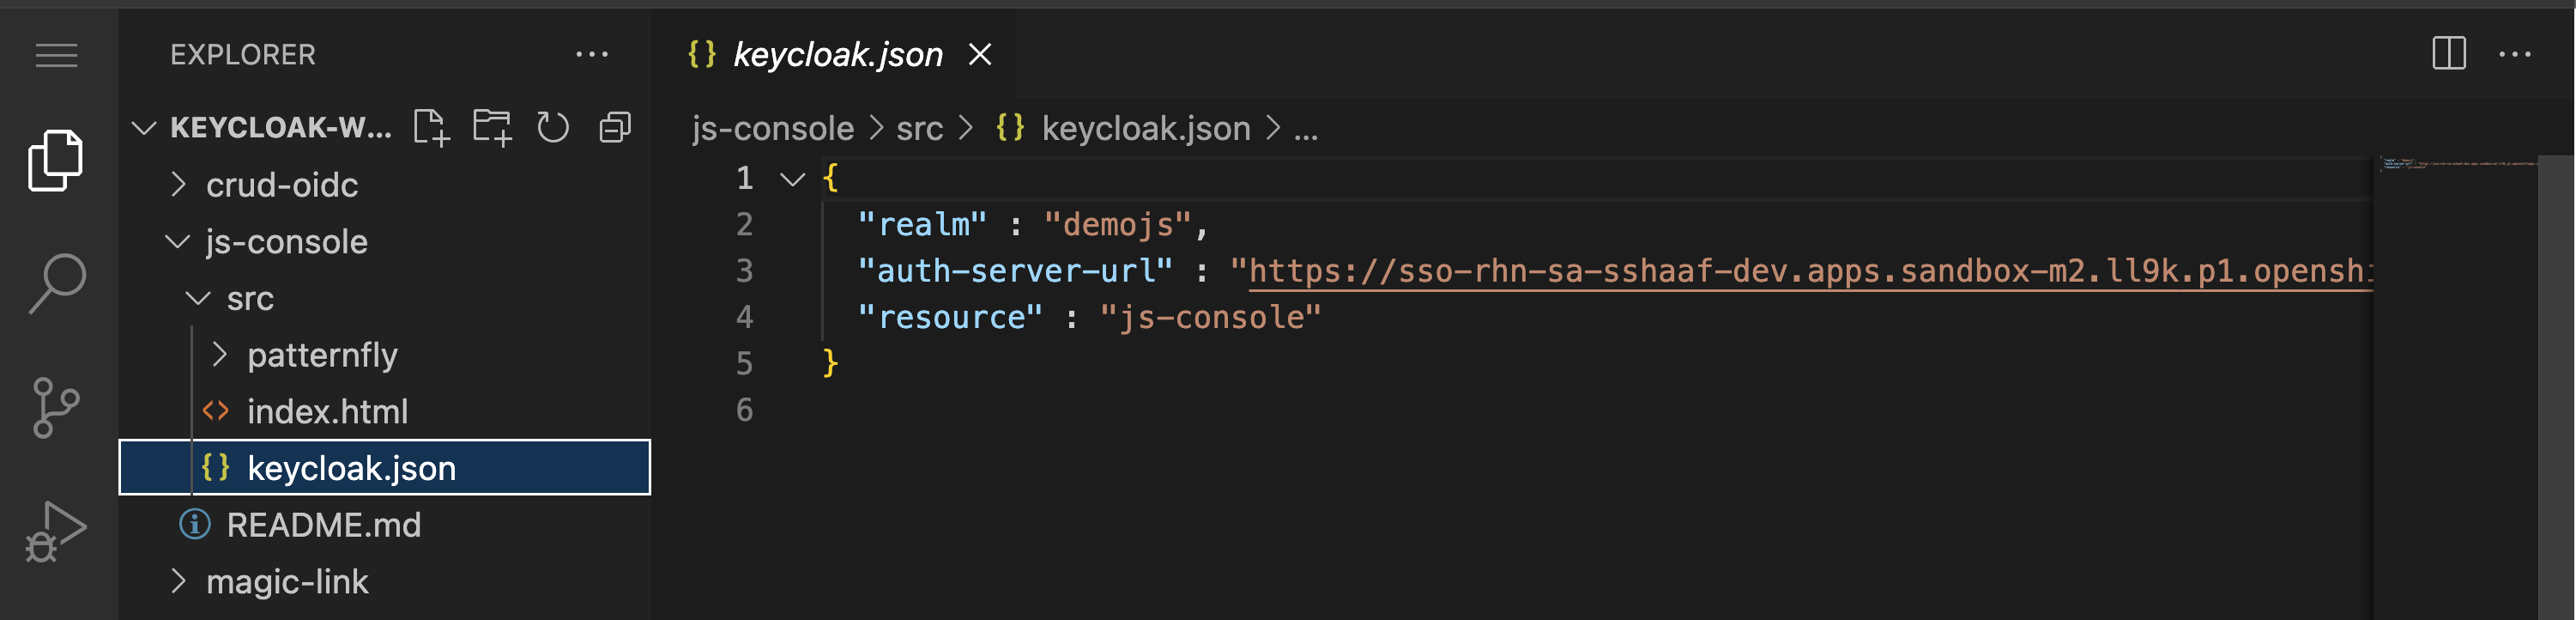 EXPLORER
KEYCLOAK-W...
crud-oidc
js-console
src
patternfly
index.html
keycloak.json
README.md
magic-link
{} keycloak.json
js-console > src > {} keycloak.json > ...
1 {
2 "realm" : "demojs",
3 "auth-server-url" : "https://sso-rhn-sa-sshaaf-dev.apps.sandbox-m2.ll9k.p1.opensh
4 "resource" : "js-console"
5 }
6